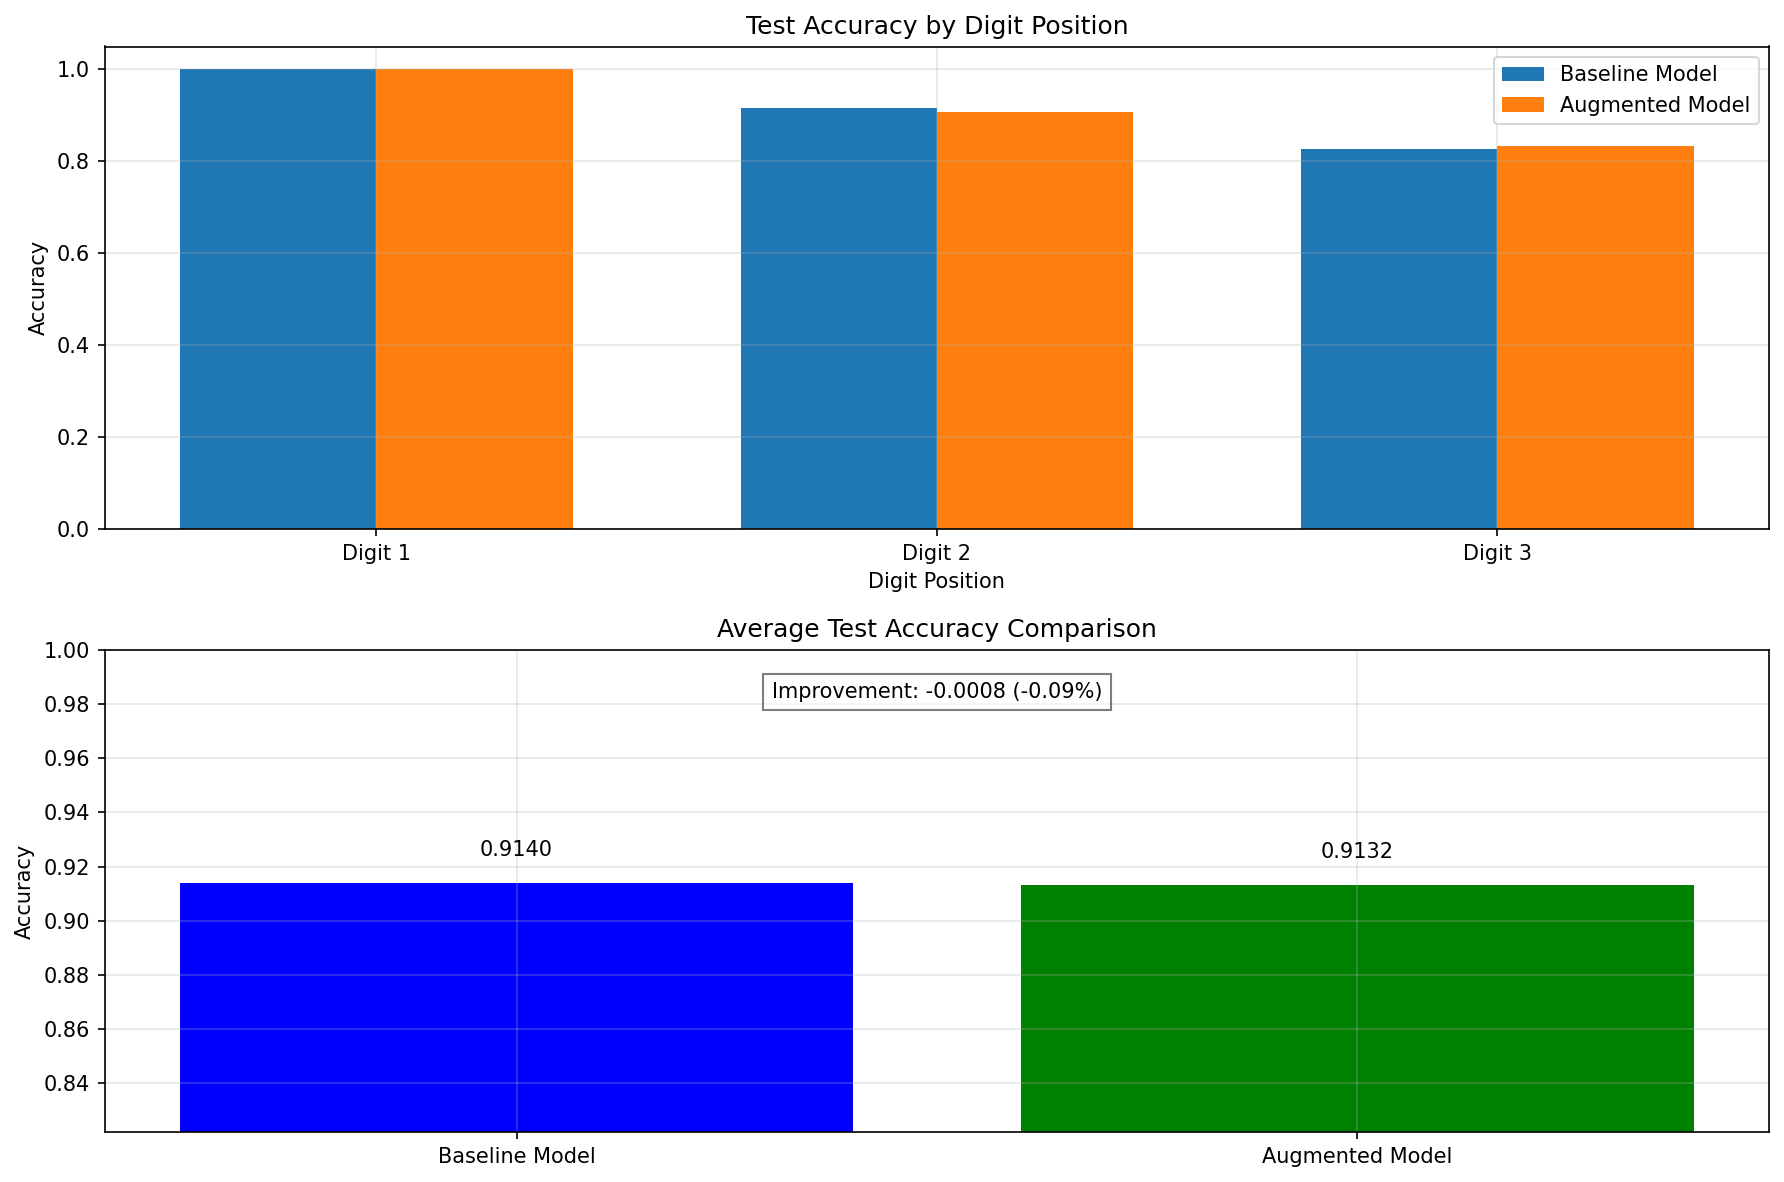 Test Accuracy by Digit Position
Baseline Model
Augmented Model
Accuracy
1.0
0.8
0.6
0.4
0.2
0.0
Digit 1 Digit 2 Digit 3
Digit Position
Average Test Accuracy Comparison
Improvement: -0.0008 (-0.09%)
Accuracy
1.00
0.98
0.96
0.94
0.92
0.90
0.88
0.86
0.84
0.9140 0.9132
Baseline Model Augmented Model